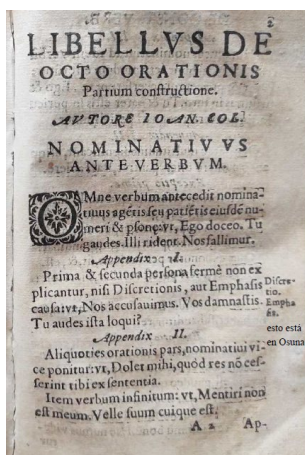 2
LIBELLVS DE
OCTO ORATIONIS
Partium constructione.
AVTORE IOAN. COL.
NOMINATIVVS
ANTE VERBVM.
OMne verbum antecedit nomina-
tiuus agētis seu patiētis eiusdē nu-
meri & psonę: vt, Ego doceo. Tu
gaudes. Illi rident. Nos fallimur.
Appendix I.
Prima & secunda persona fermè non ex
plicantur, nisi Discretionis, aut Emphasis
causa: vt, Nos accusauimus. Vos damnastis.
Tu audes ista loqui?
Discre-
tio.
Empha
sis.
esto está
en Osuna
Appendix II.
Aliquoties orationis pars, nominatiui vi-
ce ponitur: vt, Dolet mihi, quòd res nō ces-
serint tibi ex sententia.
Item verbum infinitum: vt, Mentiri non
est meum. Velle suum cuique est.
A 2 Ap-